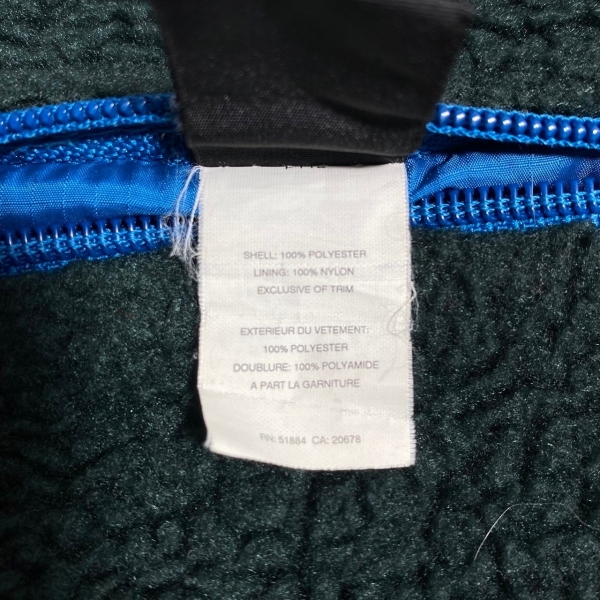 SHELL: 100% POLYESTER
LINING: 100% NYLON
EXCLUSIVE OF TRIM
EXTERIEUR DU VETEMENT:
100% POLYESTER
DOUBLURE: 100% POLYAMIDE
A PART LA GARNITURE
RN: 51884 CA: 20678